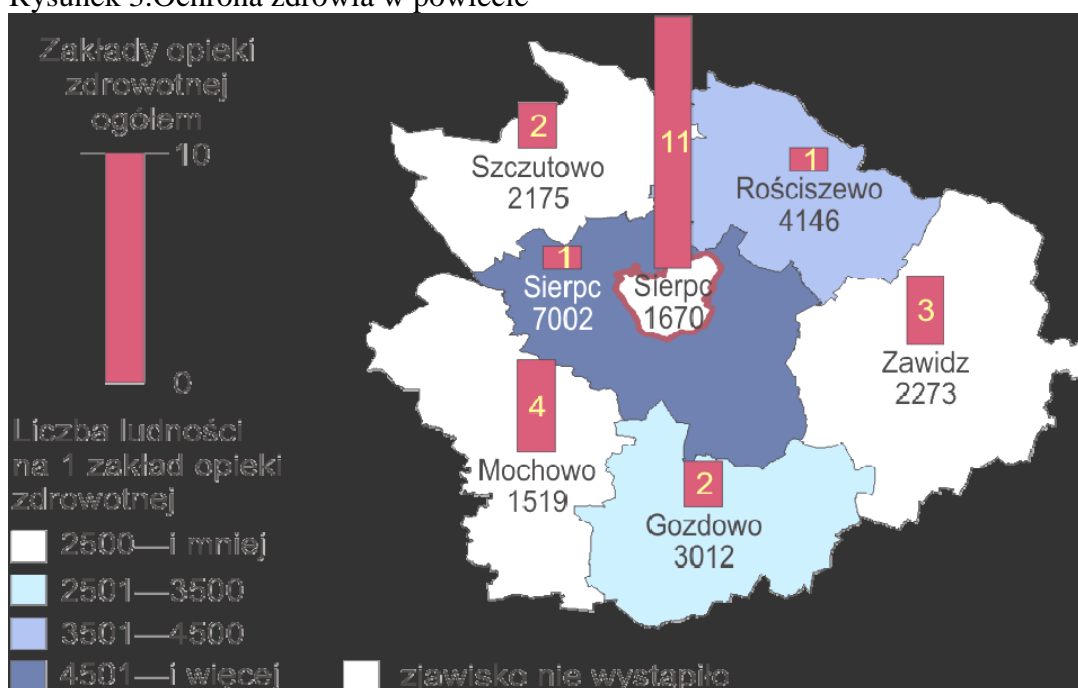 Rysunek 3.Ochrona zdrowia w powiecie
Zakłady opieki
zdrowotnej
ogółem
10
0
Liczba ludności
na 1 zakład opieki
zdrowotnej
2500—i mniej
2501—3500
3501—4500
4501—i więcej
zjawisko nie wystąpiło
2
Szczutowo
2175
11
1
Rościszewo
4146
1
Sierpc
7002
Sierpc
1670
3
Zawidz
2273
4
Mochowo
1519
2
Gozdowo
3012